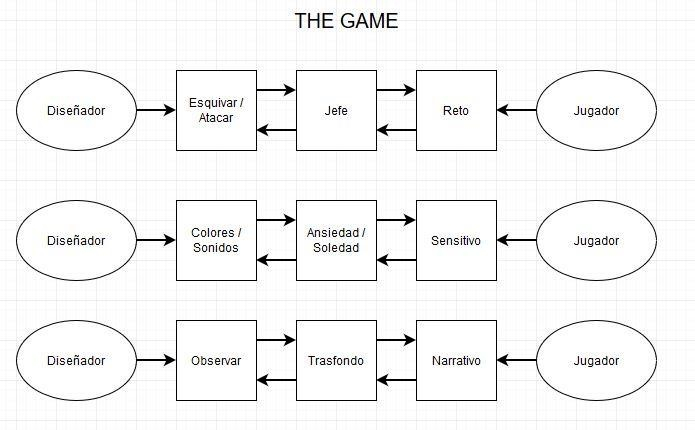 THE GAME
Diseñador
Esquivar /
Atacar
Jefe
Reto
Jugador
Diseñador
Colores /
Sonidos
Ansiedad /
Soledad
Sensitivo
Jugador
Diseñador
Observar
Trasfondo
Narrativo
Jugador